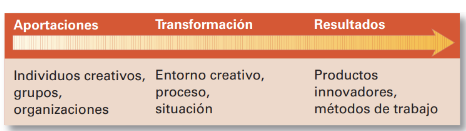 Aportaciones Transformación Resultados
Individuos creativos, Entorno creativo, Productos
grupos, proceso, innovadores,
organizaciones situación métodos de trabajo